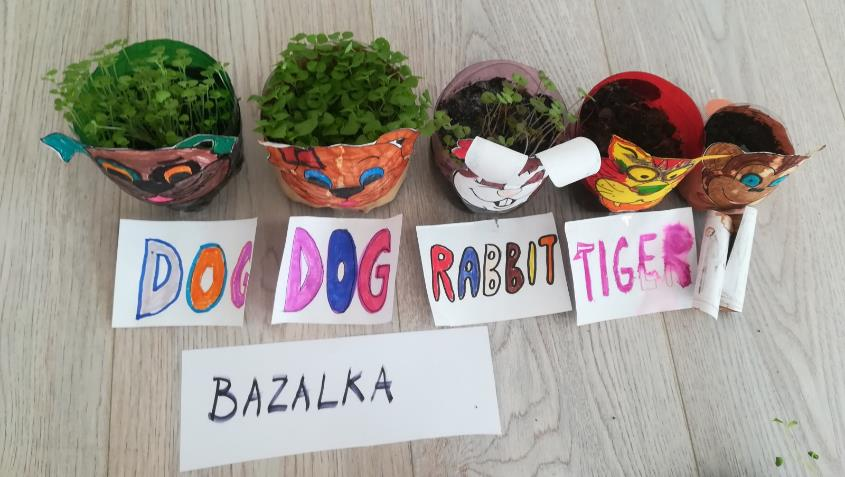 DOG
DOG
RABBIT
TIGER
BAZALKA